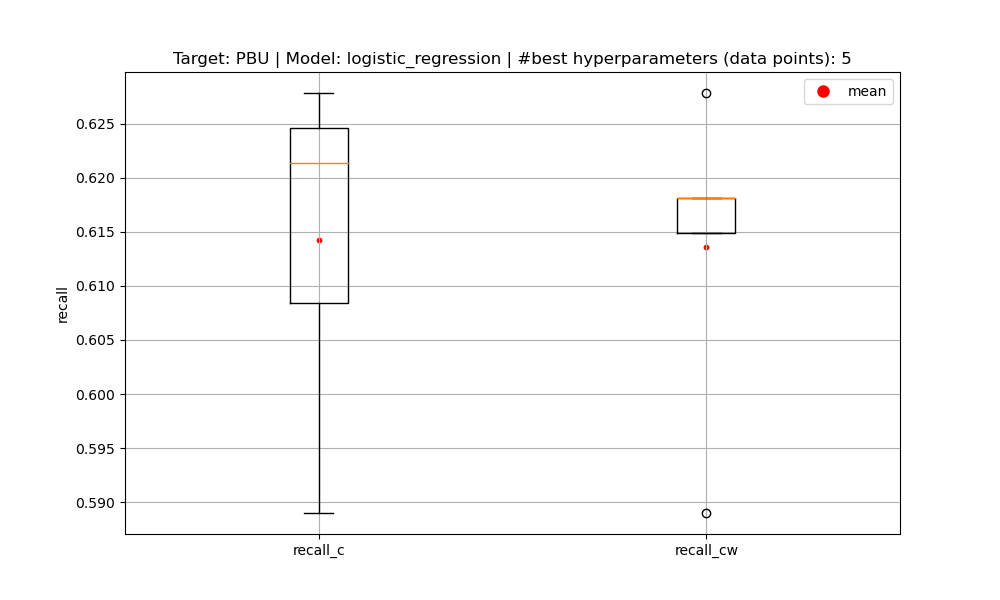 Target: PBU | Model: logistic_regression | #best hyperparameters (data points): 5
mean
recall
0.625
0.620
0.615
0.610
0.605
0.600
0.595
0.590
recall_c
recall_cw